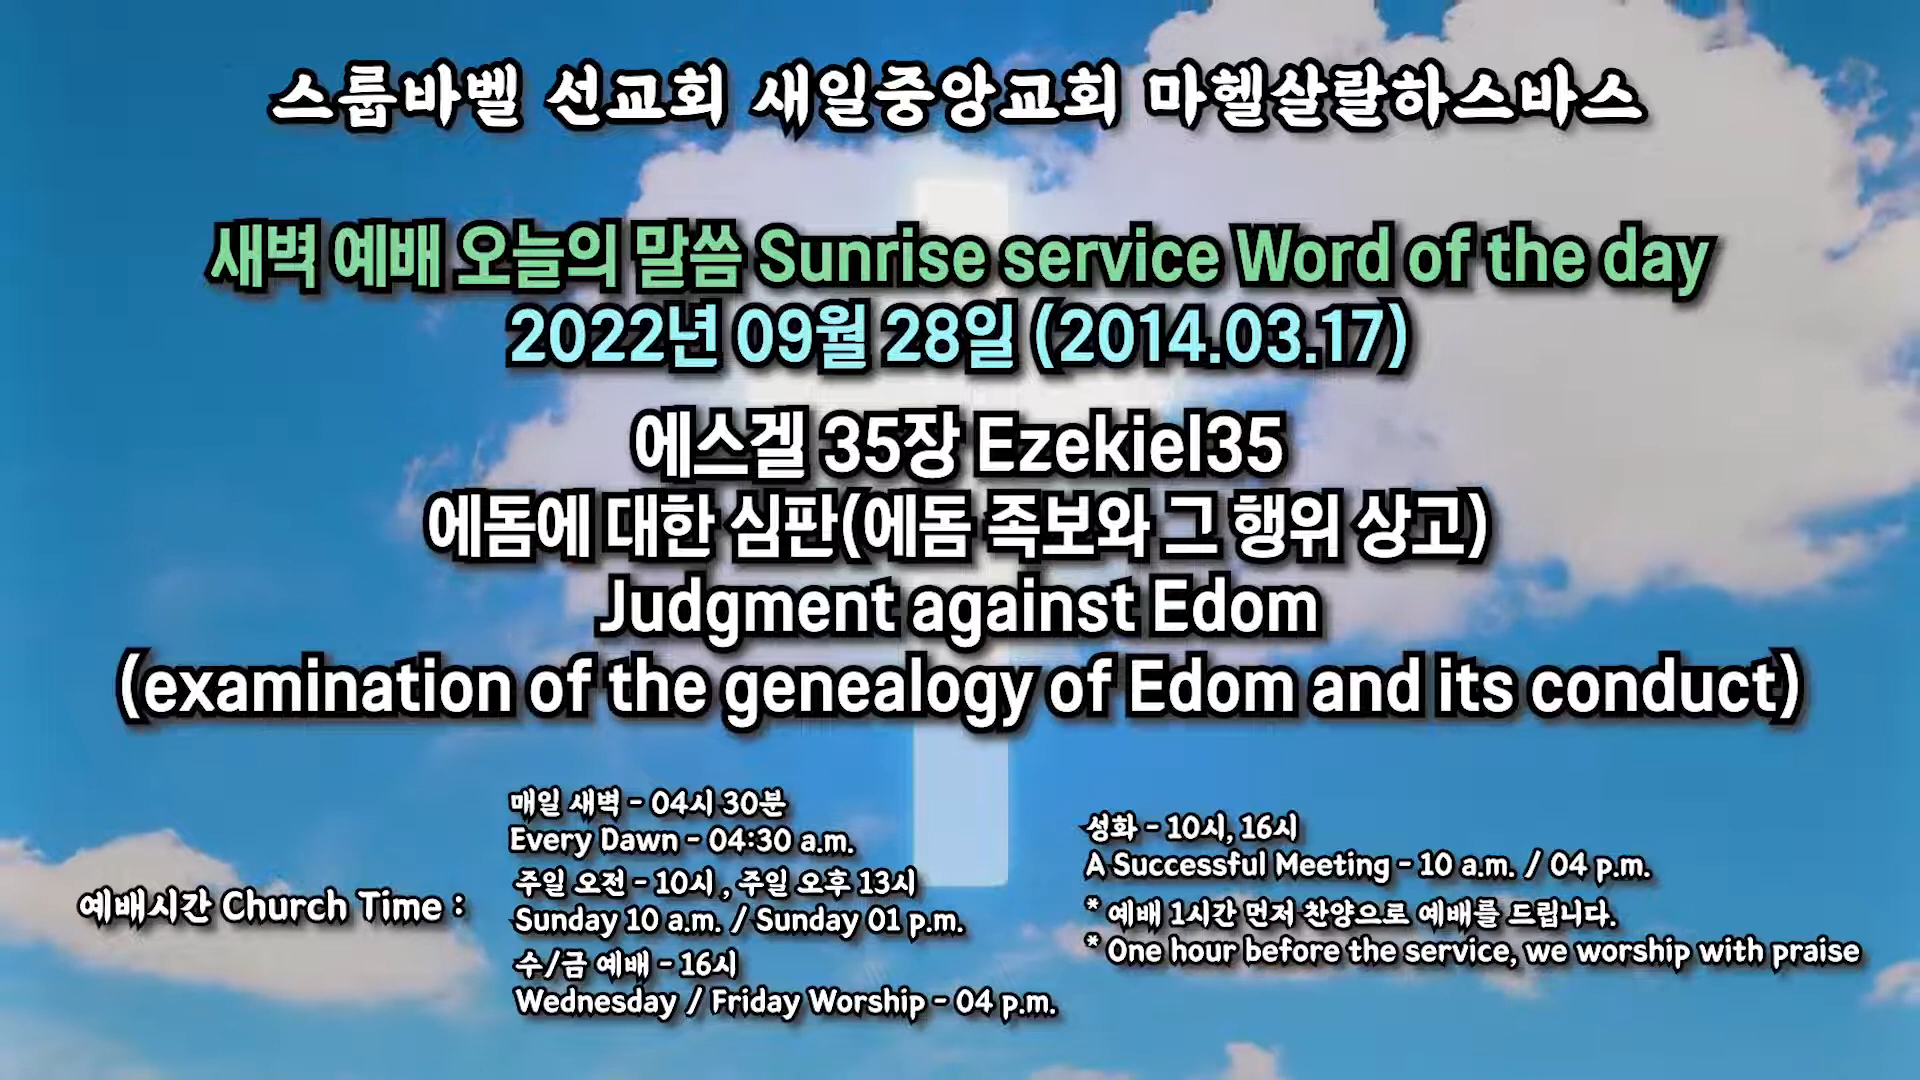 스룹바벨 선교회 새일중앙교회 마헬살랄하스바스
새벽 예배 오늘의 말씀 Sunrise service Word of the day
2022년 09월 28일 (2014.03.17)
에스겔 35장 Ezekiel35
에돔에 대한 심판(에돔 족보와 그 행위 상고)
Judgment against Edom
(examination of the genealogy of Edom and its conduct)
예배시간 Church Time :
매일 새벽 - 04시 30분
Every Dawn - 04:30 a.m.
주일 오전 - 10시 , 주일 오후 13시
Sunday 10 a.m. / Sunday 01 p.m.
수/금 예배 - 16시
Wednesday / Friday Worship - 04 p.m.
성화 - 10시, 16시
A Successful Meeting - 10 a.m. / 04 p.m.
* 예배 1시간 먼저 찬양으로 예배를 드립니다.
* One hour before the service, we worship with praise